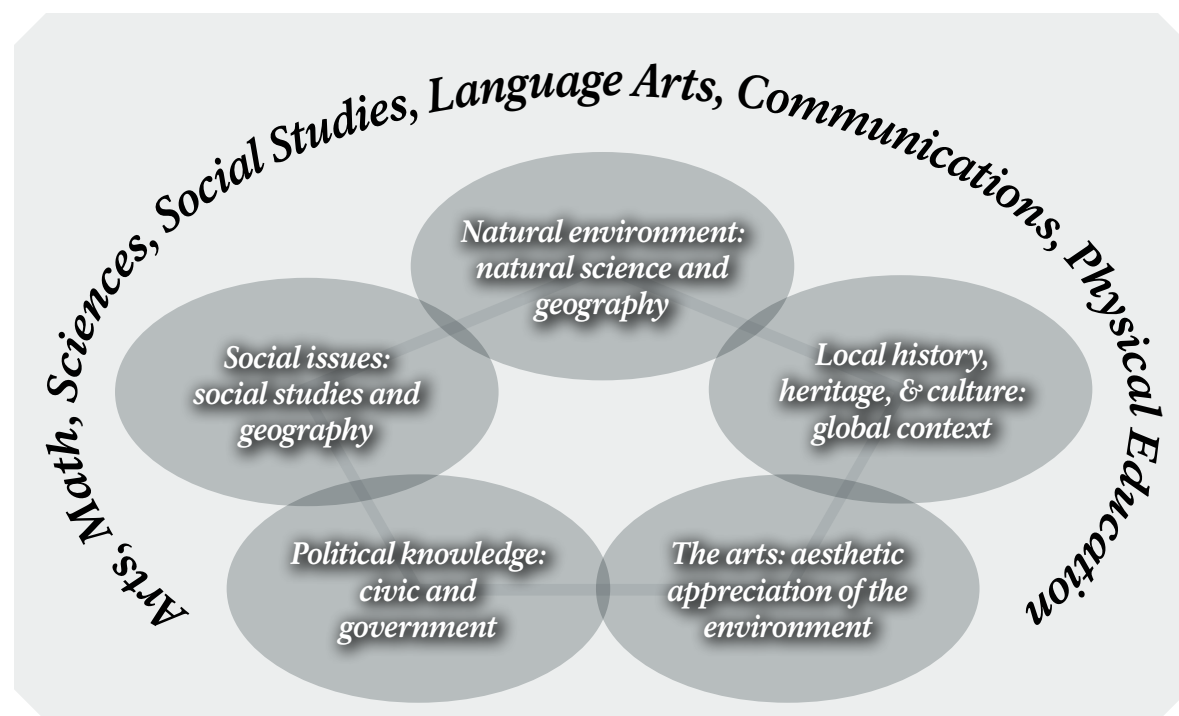 Arts, Math, Sciences, Social Studies, Language Arts, Communications, Physical Education
Natural environment:
natural science and
geography
Social issues:
social studies and
geography
Local history,
heritage, & culture:
global context
Political knowledge:
civic and
government
The arts: aesthetic
appreciation of the
environment